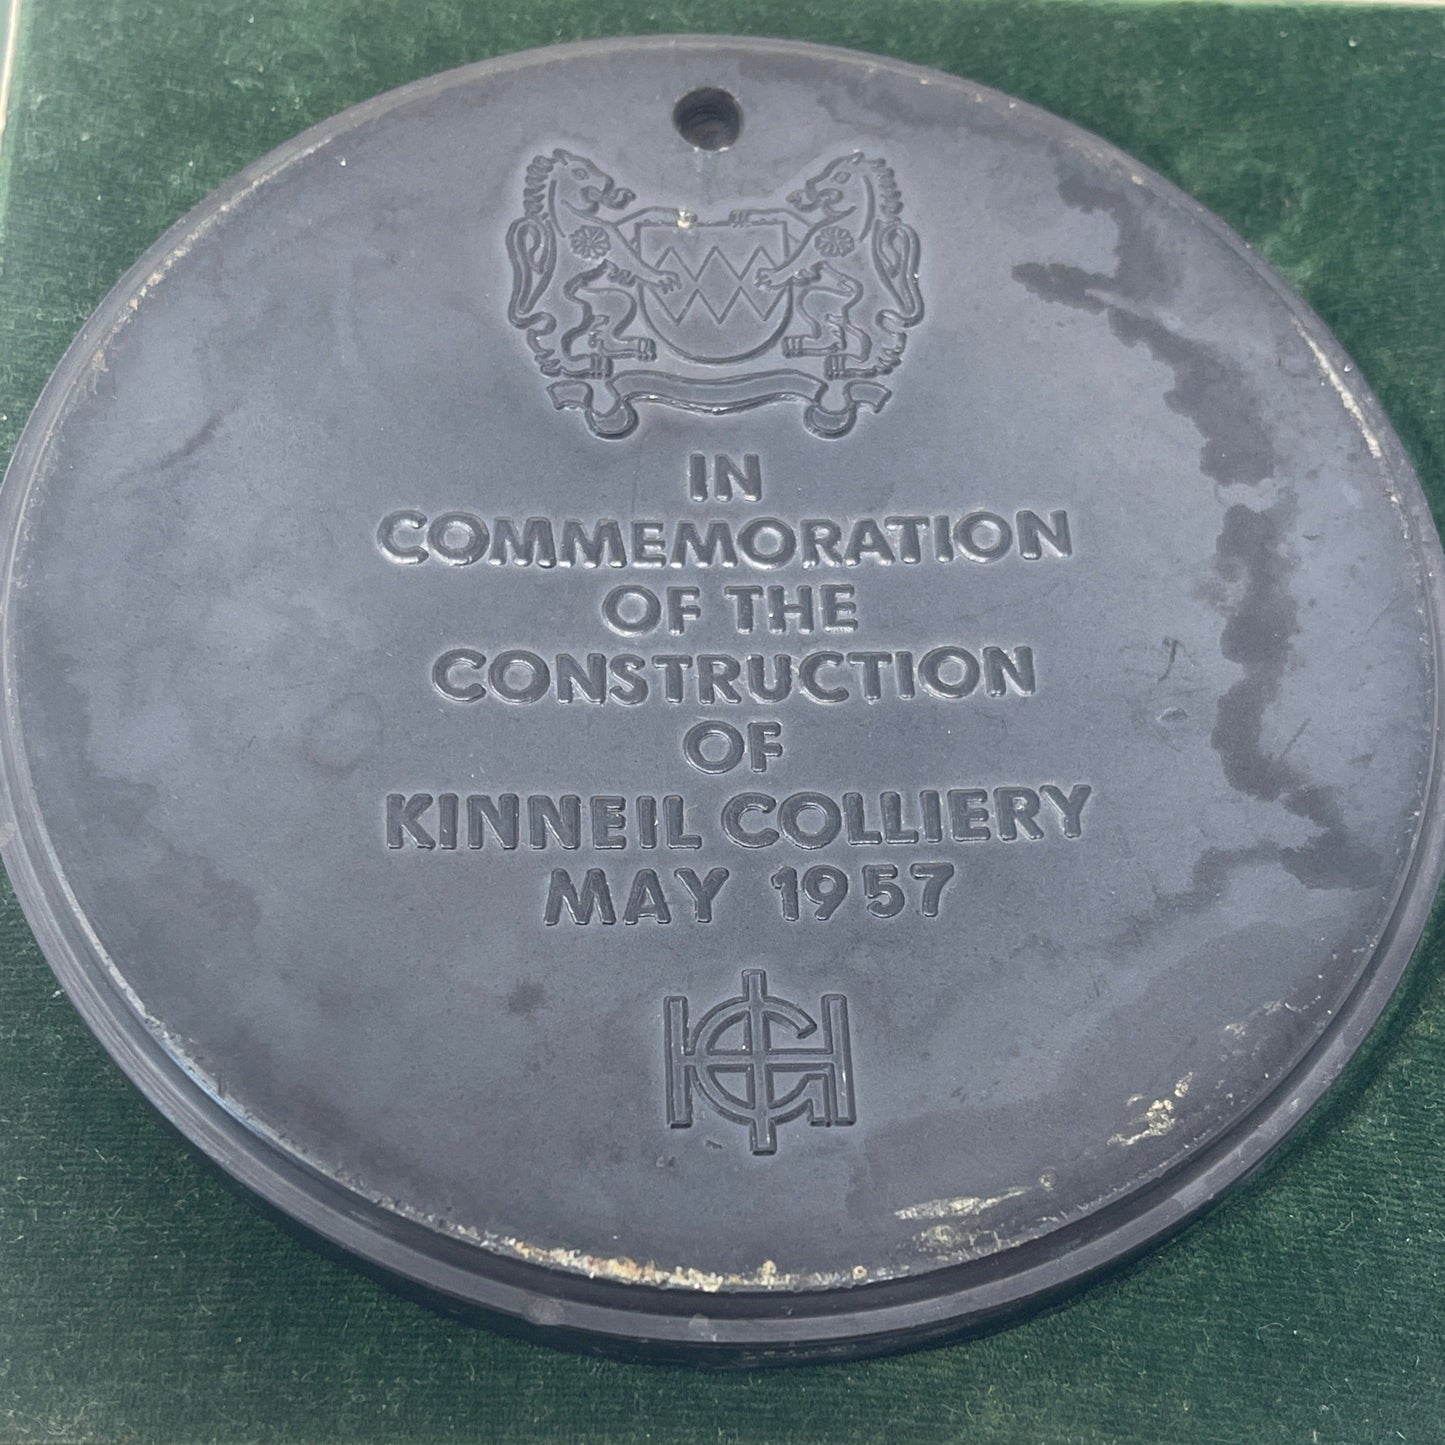 IN
COMMEMORATION
OF THE
CONSTRUCTION
OF
KINNEIL COLLIERY
MAY 1957